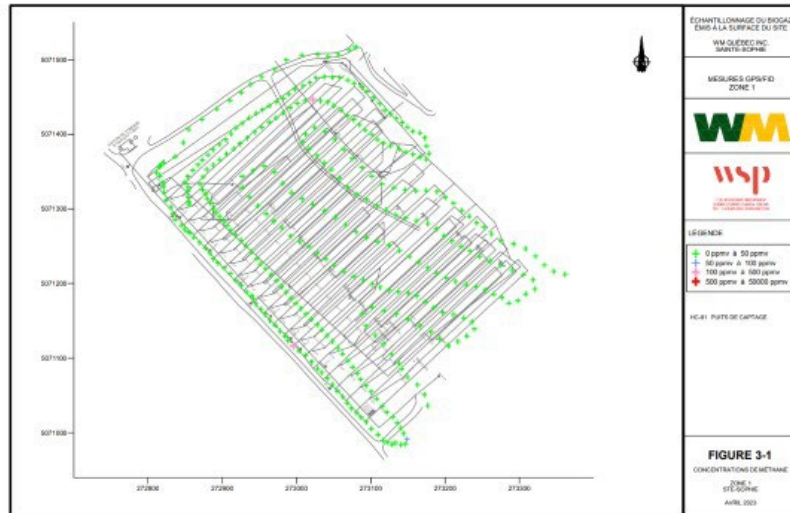 ÉCHANTILLONNAGE DU BIOGAZ
ÉMIS À LA SURFACE DU SITE
WM QUÉBEC INC.
SAINTE-SOPHIE
MESURES GPS/FID
ZONE 1
WM
wsp
LÉGENDE
0 ppmv à 50 ppmv
50 ppmv à 100 ppmv
100 ppmv à 500 ppmv
500 ppmv à 50000 ppmv
HC-81 PUITS DE CAPTAGE
FIGURE 3-1
CONCENTRATIONS DE MÉTHANE
ZONE 1
STE-SOPHIE
AVRIL 2023
5071500
5071400
5071300
5071200
5071100
5071000
272800
272900
273000
273100
273200
273300